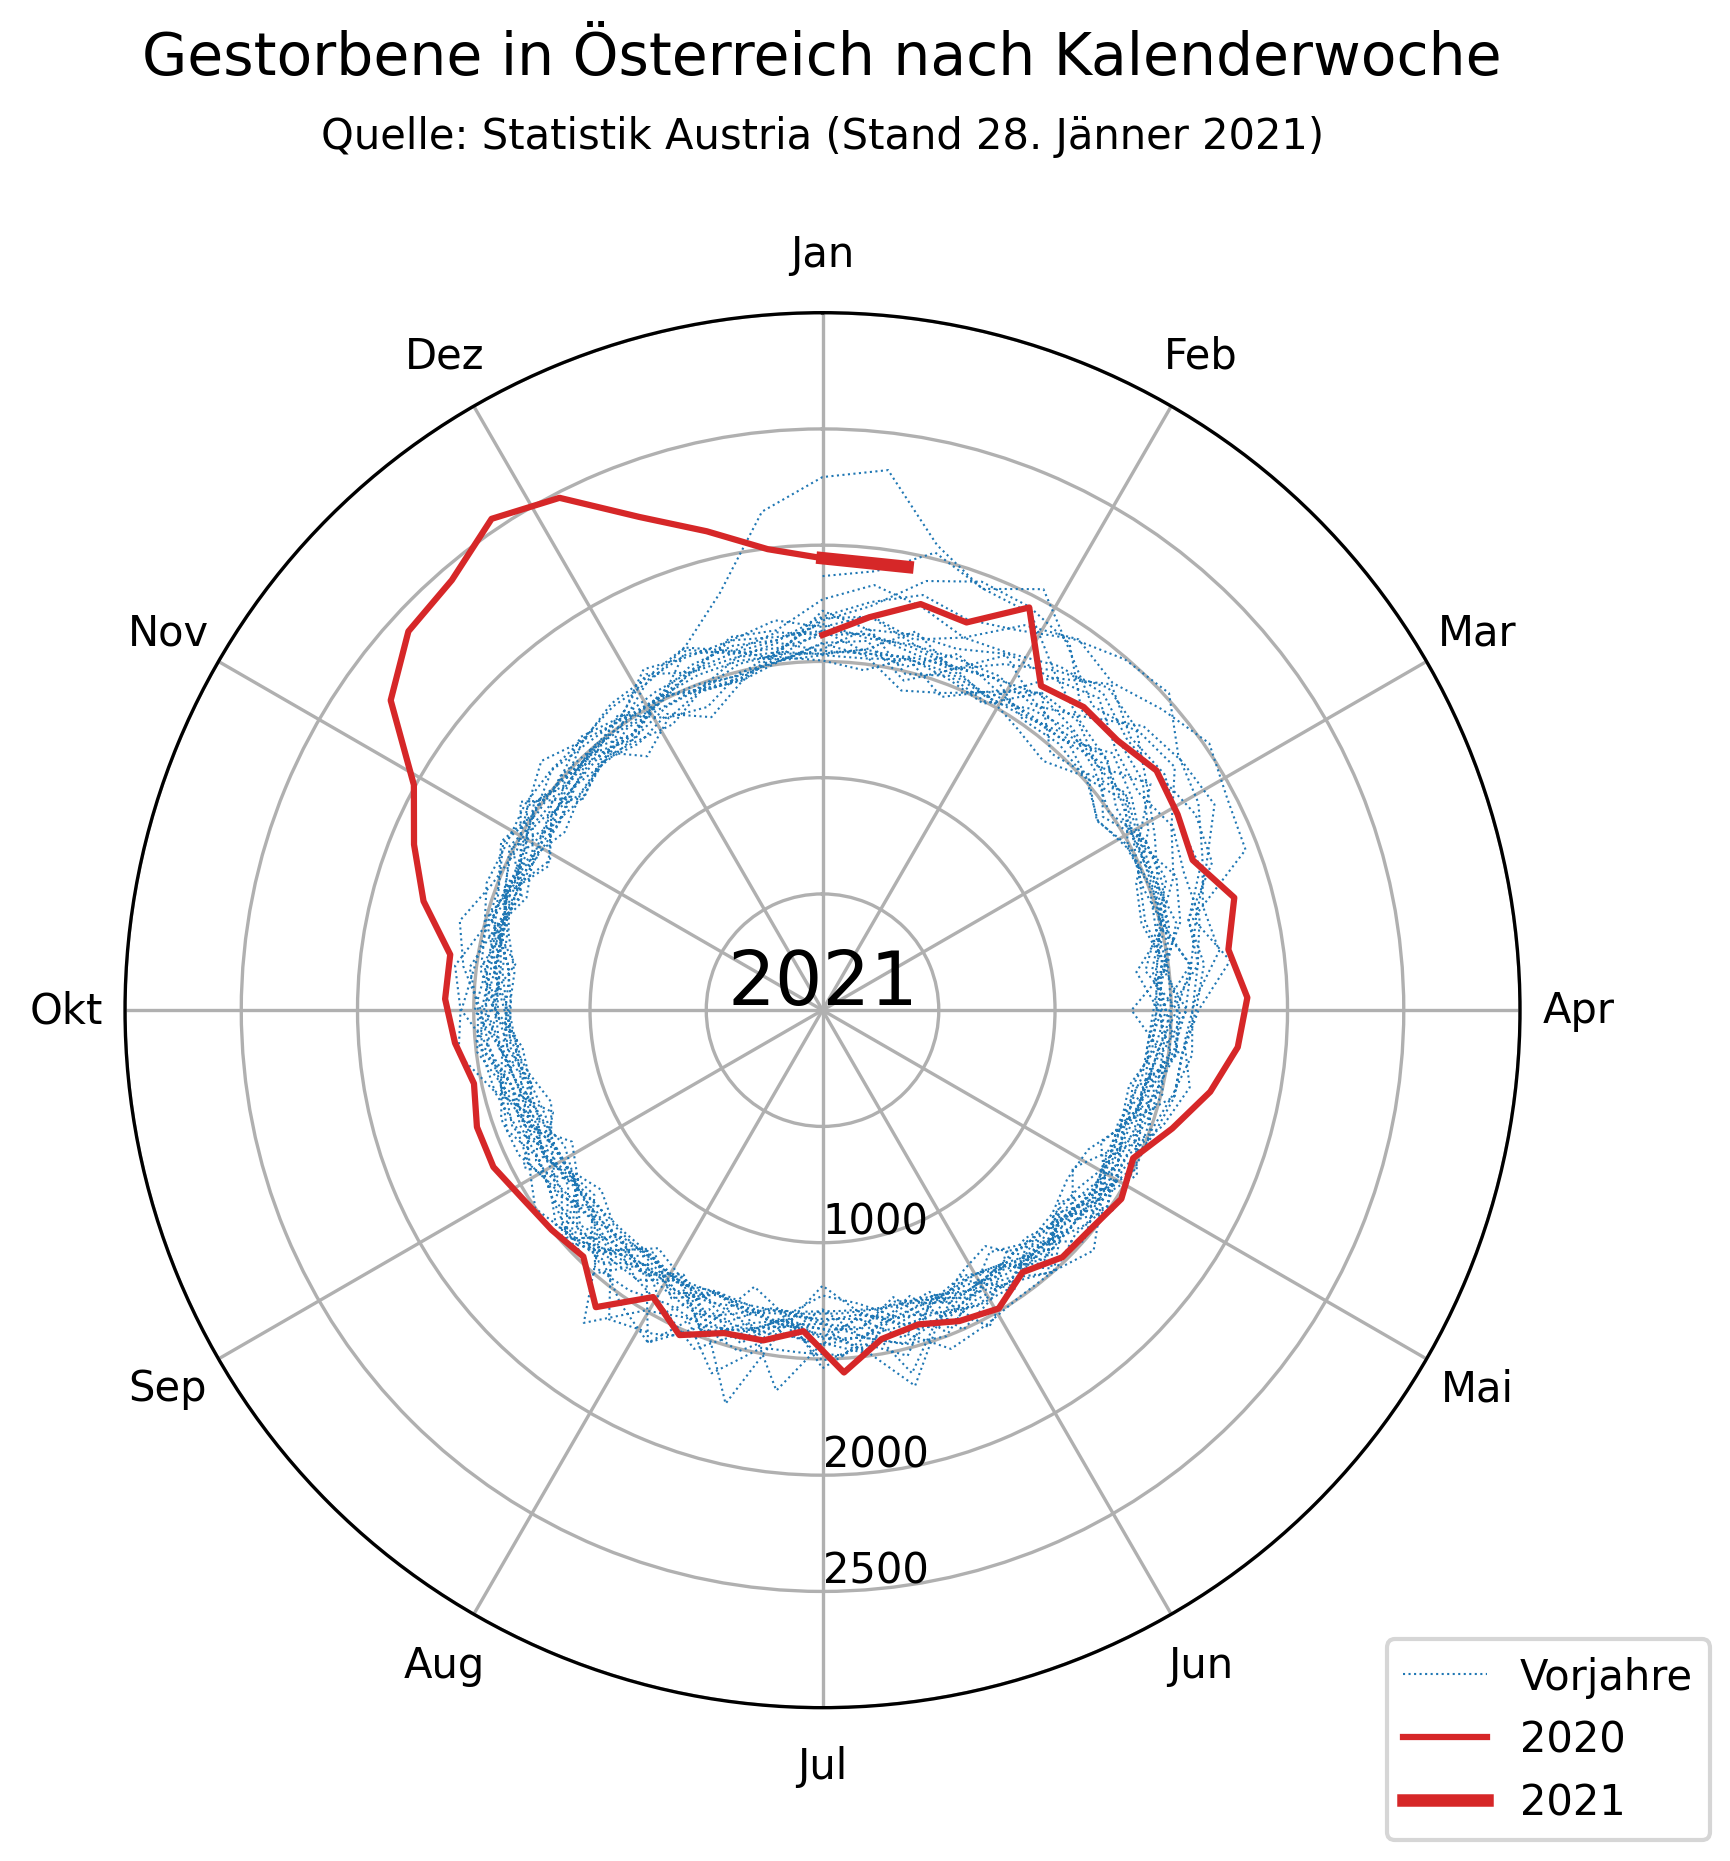 Gestorbene in Österreich nach Kalenderwoche
Quelle: Statistik Austria (Stand 28. Jänner 2021)
Jan
Dez
Feb
Nov
Mar
2021
Okt
Apr
1000
Sep
Mai
2000
2500
Aug
Jun
Jul
Vorjahre
2020
2021